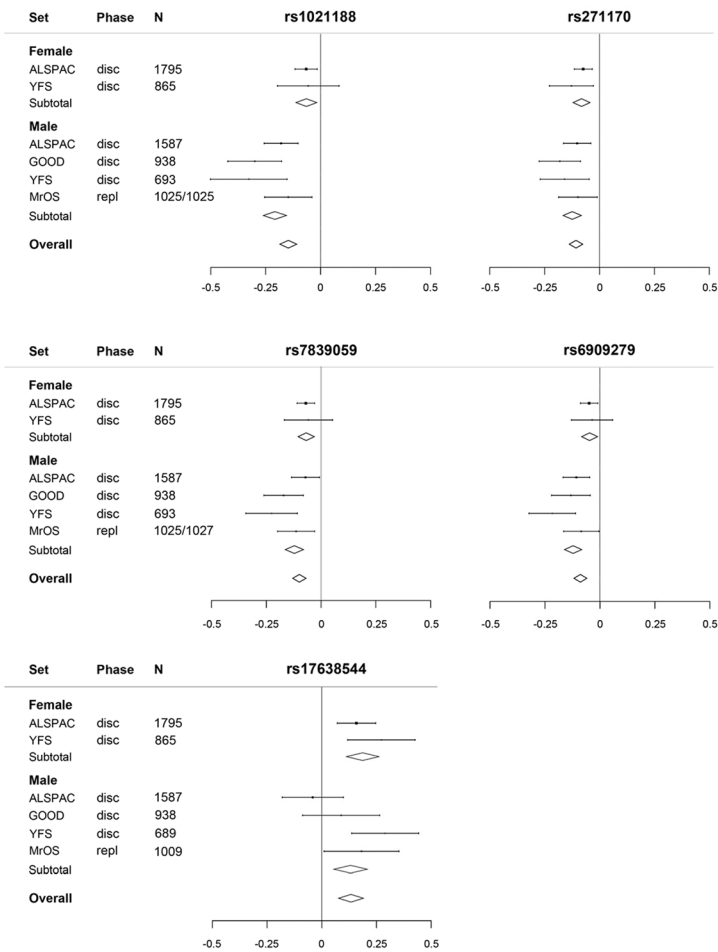 Set Phase N rs1021188 rs271170
Female
ALSPAC disc 1795
YFS disc 865
Subtotal
Male
ALSPAC disc 1587
GOOD disc 938
YFS disc 693
MrOS repl 1025/1025
Subtotal
Overall
-0.5 -0.25 0 0.25 0.5 -0.5 -0.25 0 0.25 0.5
Set Phase N rs7839059 rs6909279
Female
ALSPAC disc 1795
YFS disc 865
Subtotal
Male
ALSPAC disc 1587
GOOD disc 938
YFS disc 693
MrOS repl 1025/1027
Subtotal
Overall
-0.5 -0.25 0 0.25 0.5 -0.5 -0.25 0 0.25 0.5
Set Phase N rs17638544
Female
ALSPAC disc 1795
YFS disc 865
Subtotal
Male
ALSPAC disc 1587
GOOD disc 938
YFS disc 689
MrOS repl 1009
Subtotal
Overall
-0.5 -0.25 0 0.25 0.5